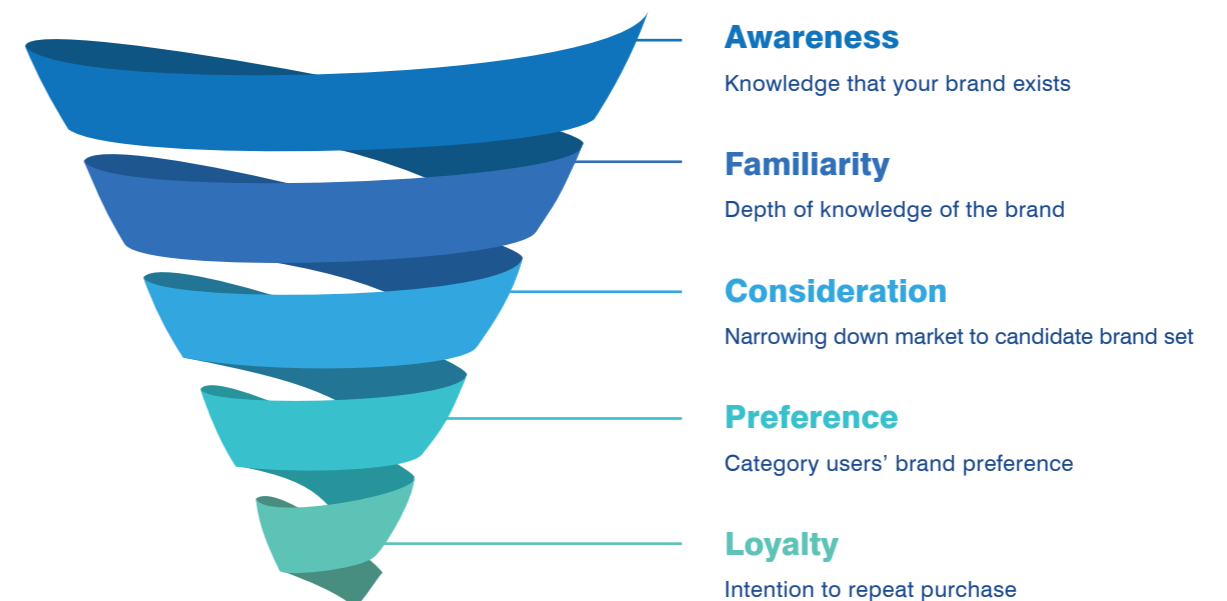 Awareness
Knowledge that your brand exists
Familiarity
Depth of knowledge of the brand
Consideration
Narrowing down market to candidate brand set
Preference
Category users’ brand preference
Loyalty
Intention to repeat purchase